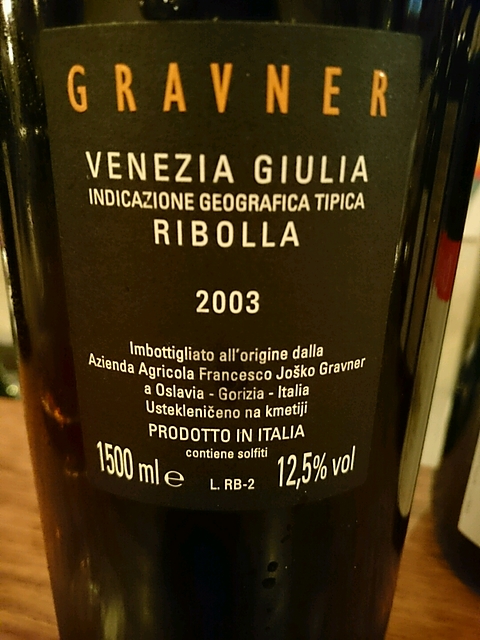 GRAVNER
VENEZIA GIULIA
INDICAZIONE GEOGRAFICA TIPICA
RIBOLLA
2003
Imbottigliato all'origine dalla
Azienda Agricola Francesco Joško Gravner
a Oslavia - Gorizia - Italia
Ustekleničeno na kmetiji
PRODOTTO IN ITALIA
contiene solfiti
1500 ml e L. RB-2 12,5% vol